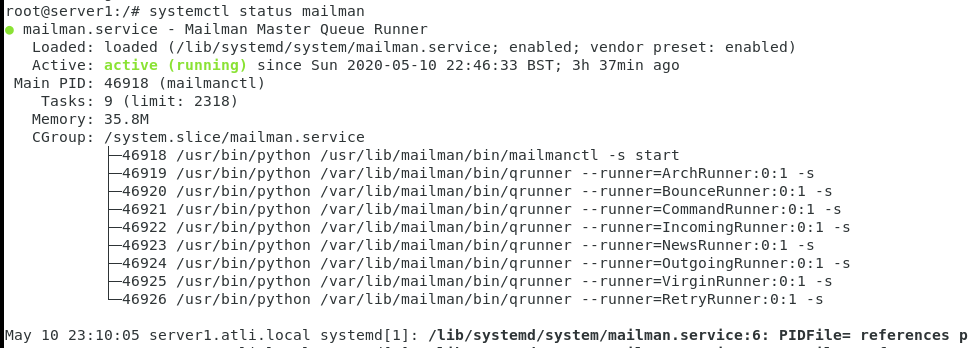 root@server1:/# systemctl status mailman
● mailman.service - Mailman Master Queue Runner
Loaded: loaded (/lib/systemd/system/mailman.service; enabled; vendor preset: enabled)
Active: active (running) since Sun 2020-05-10 22:46:33 BST; 3h 37min ago
Main PID: 46918 (mailmanctl)
Tasks: 9 (limit: 2318)
Memory: 35.8M
CGroup: /system.slice/mailman.service
├─46918 /usr/bin/python /usr/lib/mailman/bin/mailmanctl -s start
├─46919 /usr/bin/python /var/lib/mailman/bin/qrunner --runner=ArchRunner:0:1 -s
├─46920 /usr/bin/python /var/lib/mailman/bin/qrunner --runner=BounceRunner:0:1 -s
├─46921 /usr/bin/python /var/lib/mailman/bin/qrunner --runner=CommandRunner:0:1 -s
├─46922 /usr/bin/python /var/lib/mailman/bin/qrunner --runner=IncomingRunner:0:1 -s
├─46923 /usr/bin/python /var/lib/mailman/bin/qrunner --runner=NewsRunner:0:1 -s
├─46924 /usr/bin/python /var/lib/mailman/bin/qrunner --runner=OutgoingRunner:0:1 -s
├─46925 /usr/bin/python /var/lib/mailman/bin/qrunner --runner=VirginRunner:0:1 -s
└─46926 /usr/bin/python /var/lib/mailman/bin/qrunner --runner=RetryRunner:0:1 -s
May 10 23:10:05 server1.atli.local systemd[1]: /lib/systemd/system/mailman.service:6: PIDFile= references p